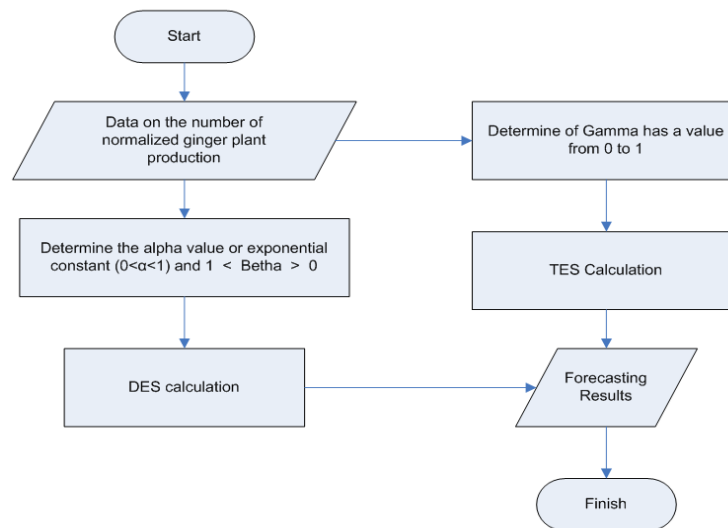 Start
Data on the number of
normalized ginger plant
production
Determine of Gamma has a value
from 0 to 1
Determine the alpha value or exponential
constant (0<α<1) and 1 < Betha > 0
TES Calculation
DES calculation
Forecasting
Results
Finish